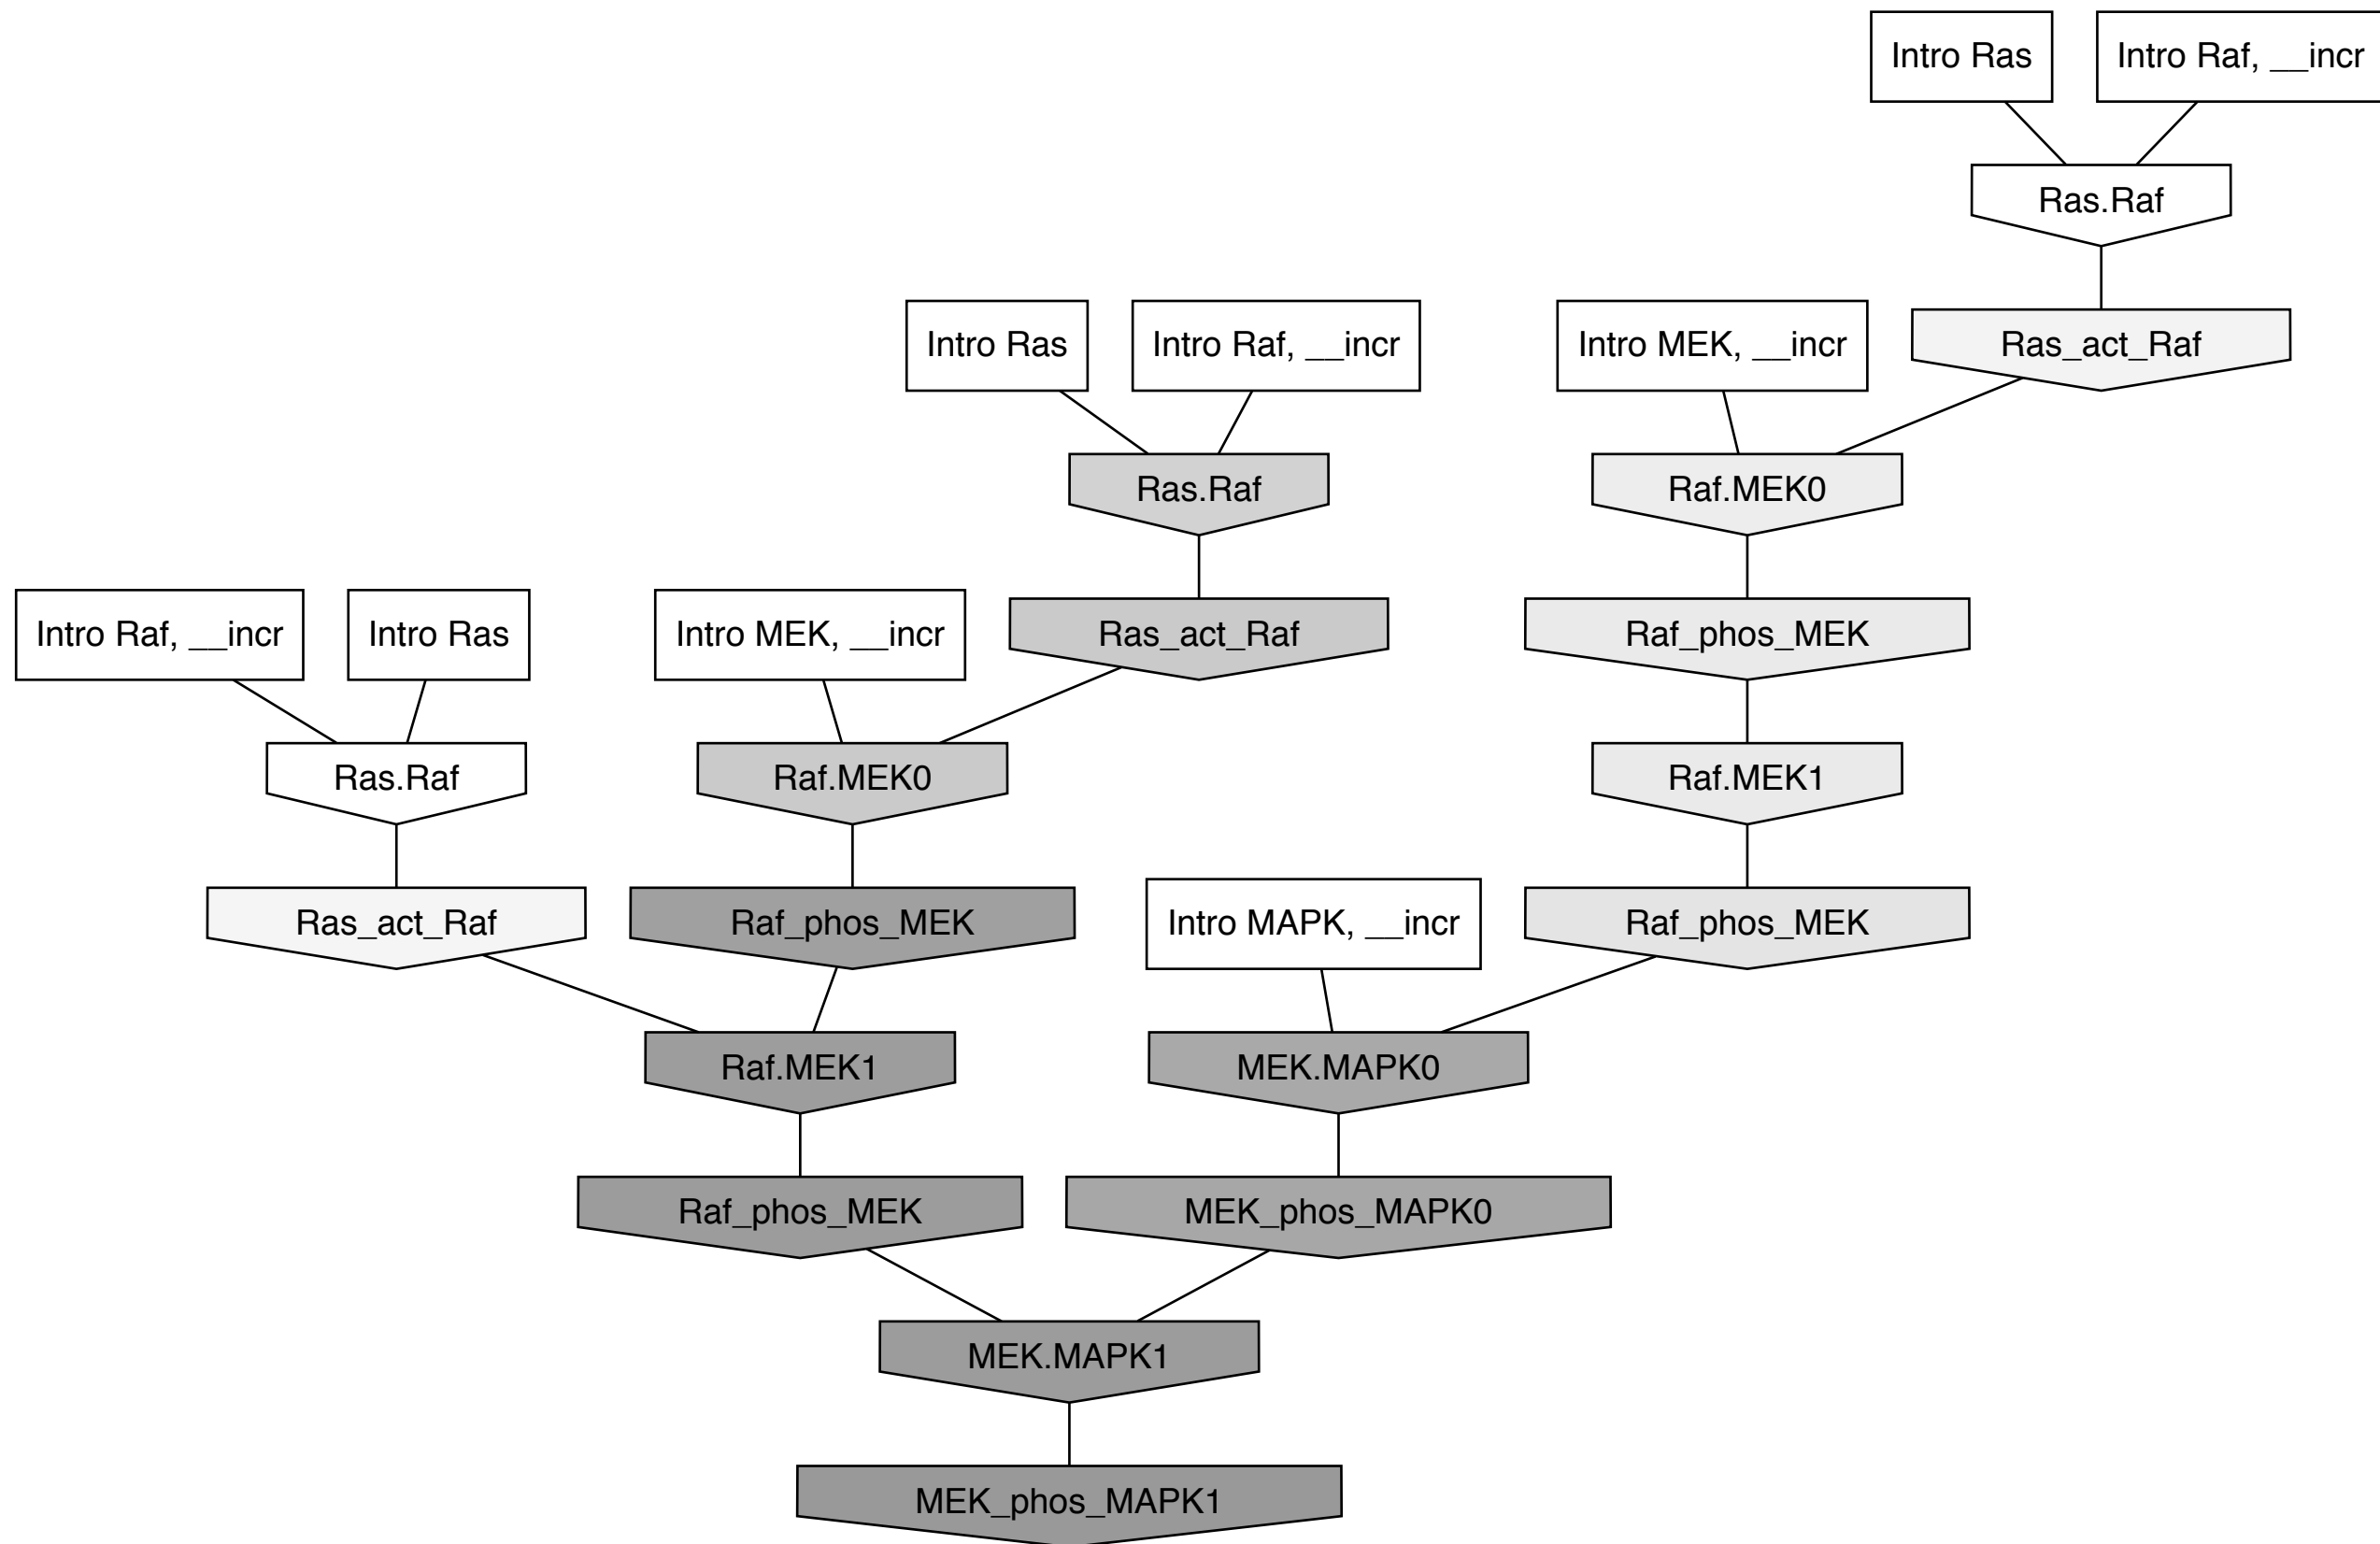 Intro Ras
Intro Raf, __incr
Ras.Raf
Intro Ras
Intro Raf, __incr
Intro MEK, __incr
Ras_act_Raf
Ras.Raf
Raf.MEK0
Intro Raf, __incr
Intro Ras
Intro MEK, __incr
Ras_act_Raf
Raf_phos_MEK
Ras.Raf
Raf.MEK0
Raf.MEK1
Ras_act_Raf
Raf_phos_MEK
Intro MAPK, __incr
Raf_phos_MEK
Raf.MEK1
MEK.MAPK0
Raf_phos_MEK
MEK_phos_MAPK0
MEK.MAPK1
MEK_phos_MAPK1